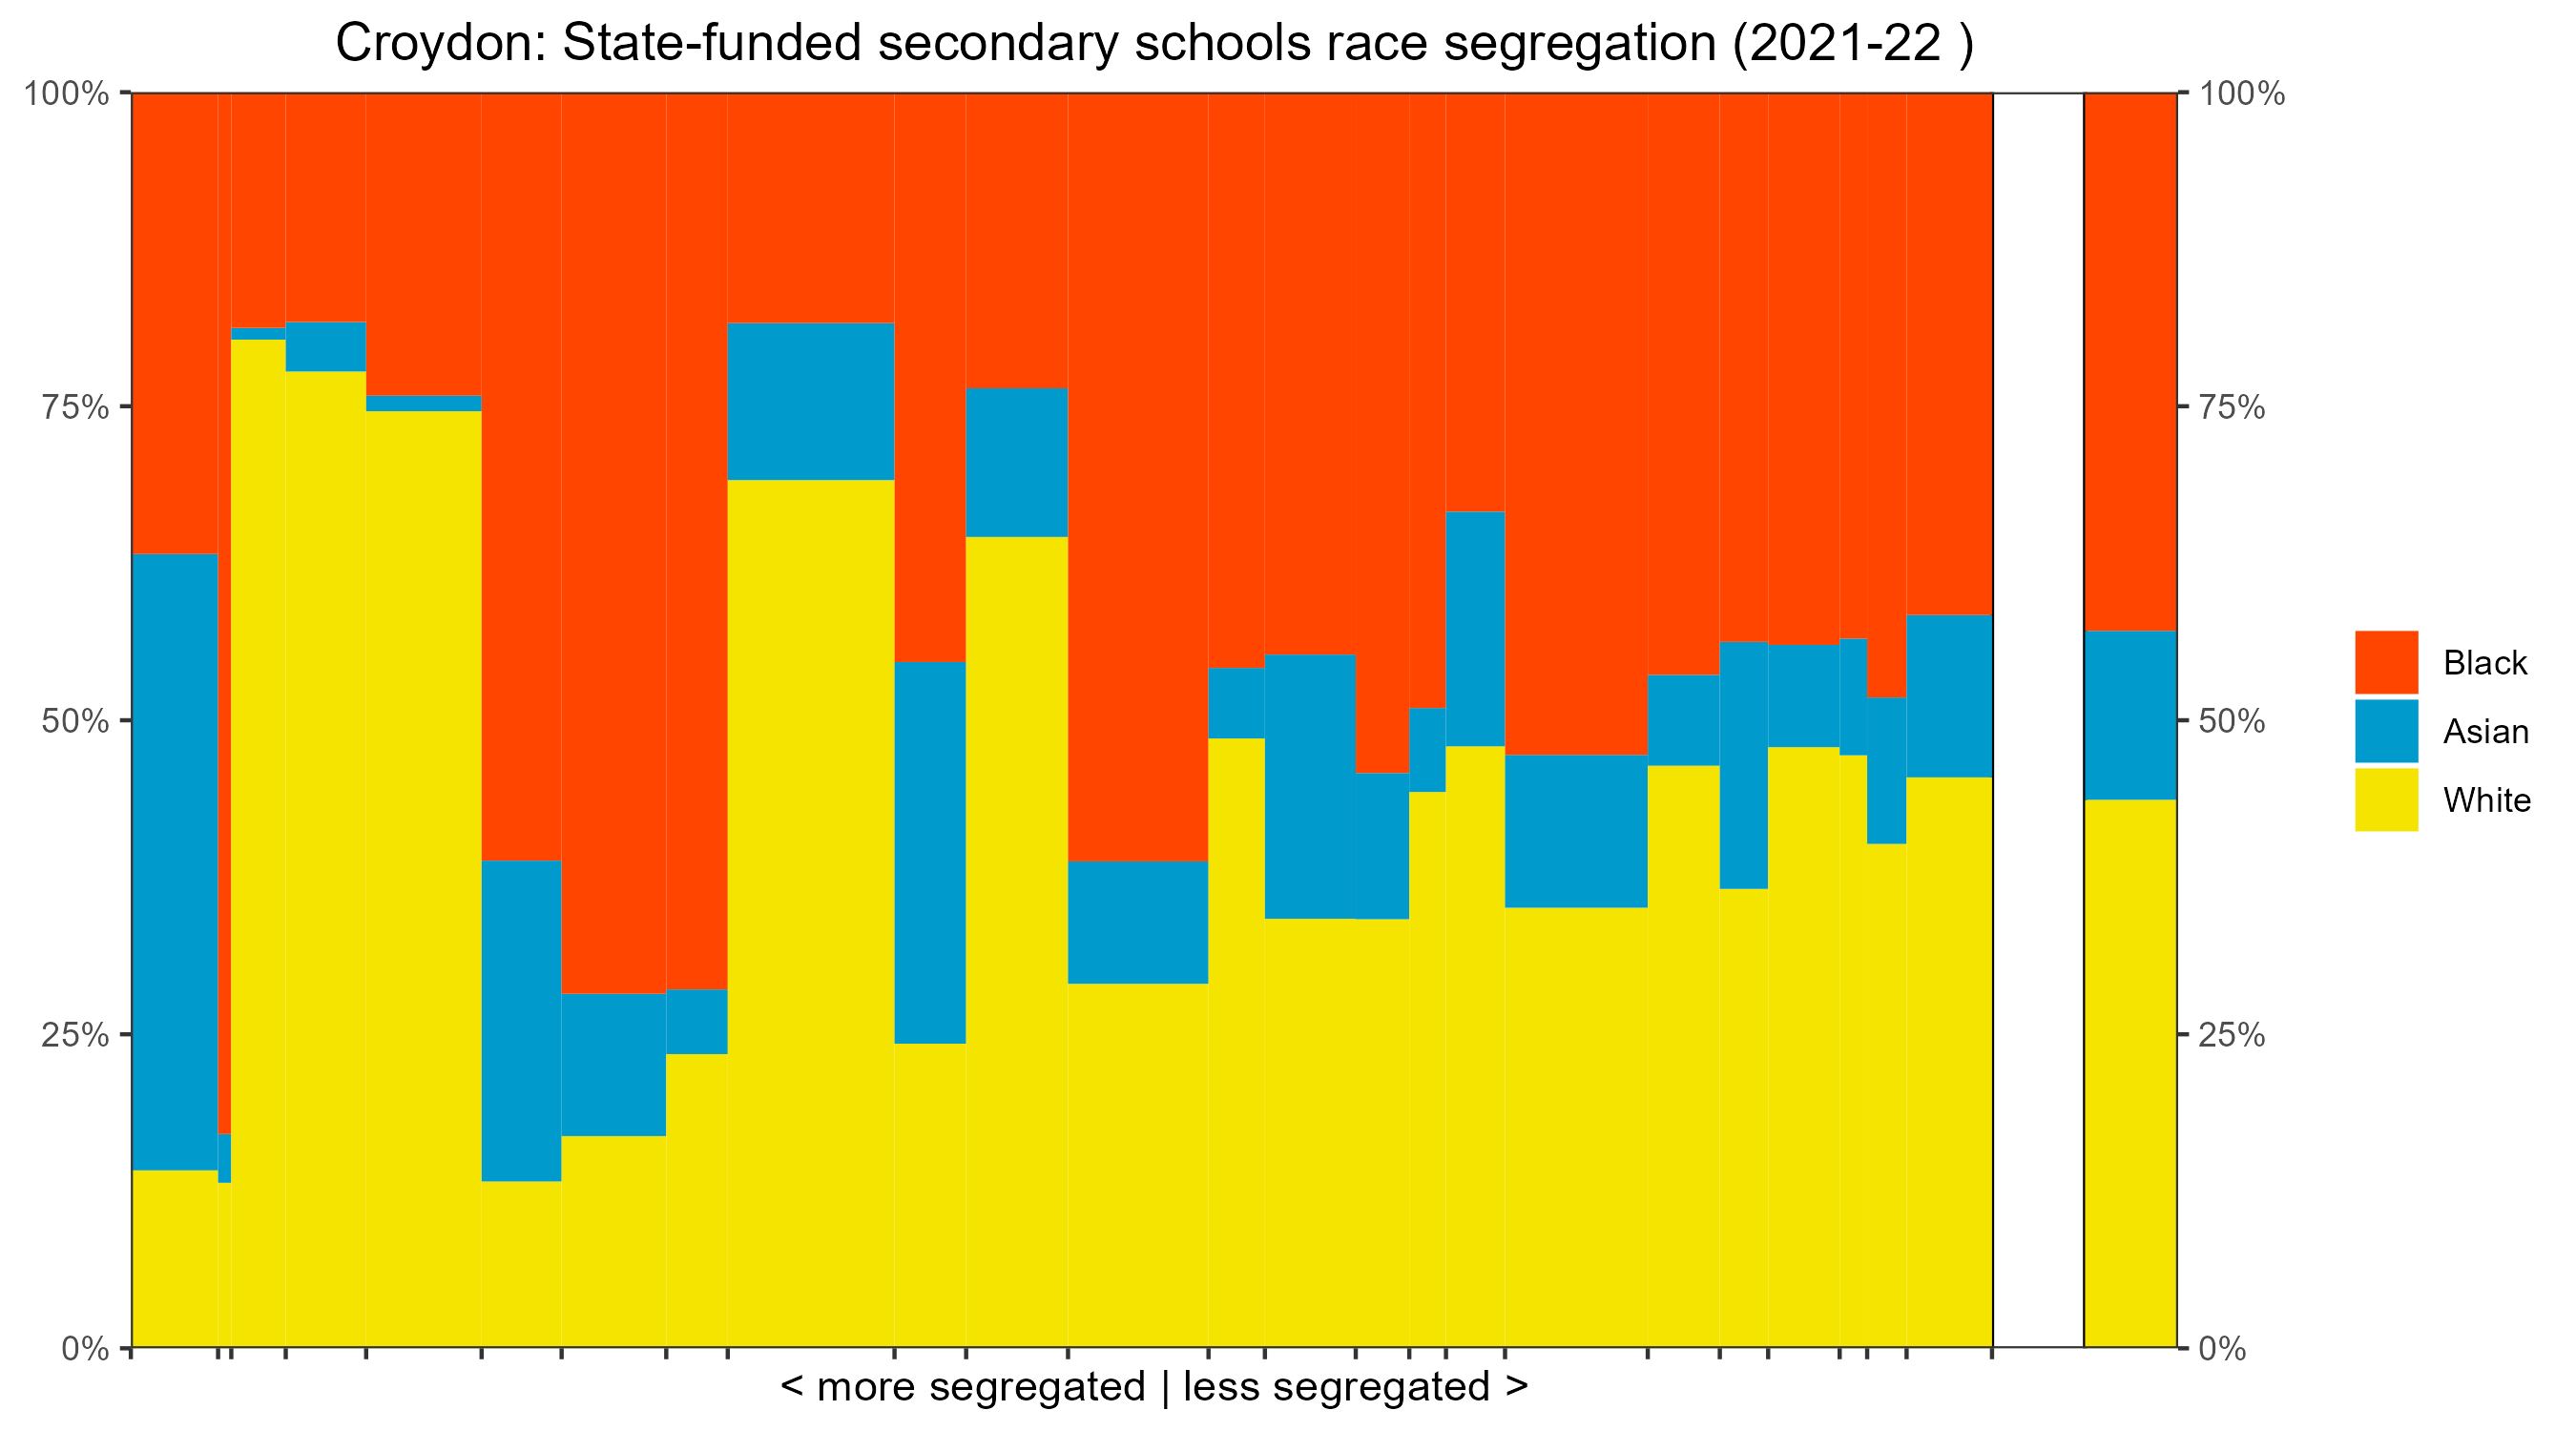 Croydon: State-funded secondary schools race segregation (2021-22 )
100%
100%
75%
75%
Black
50%
50%
Asian
White
25%
25%
0%
0%
< more segregated | less segregated >